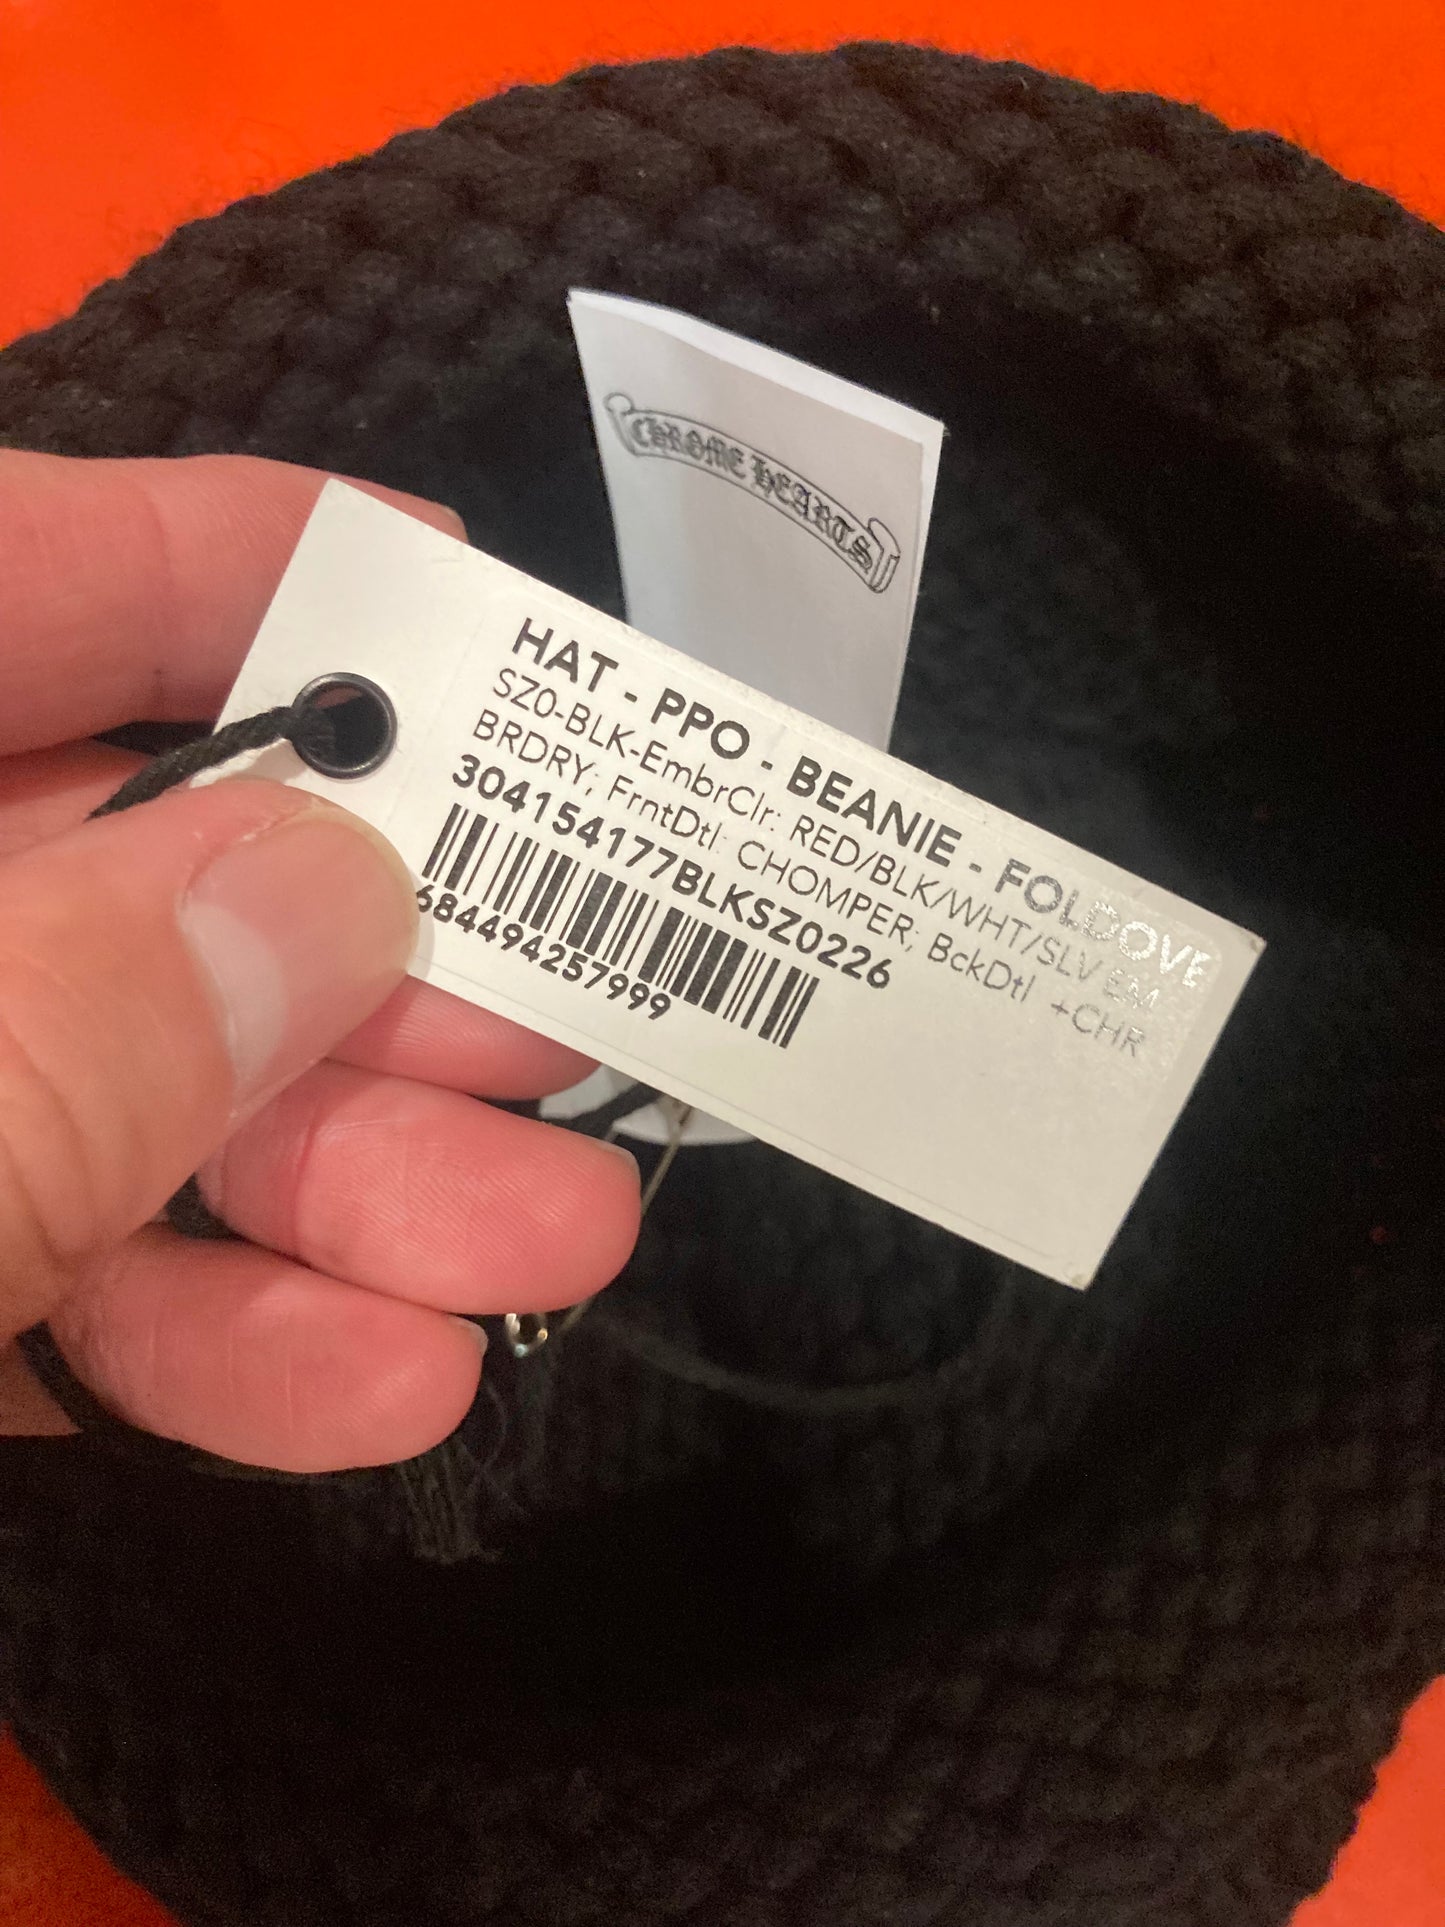 CHROME HEARTS
HAT - PPO - BEANIE - FOLDOVE
SZ0-BLK-EmbrClr: RED/BLK/WHT/SLV EM
BRDRY; FrntDtl: CHOMPER; BckDtl +CHR
304154177BLKSZ0226
684494257999